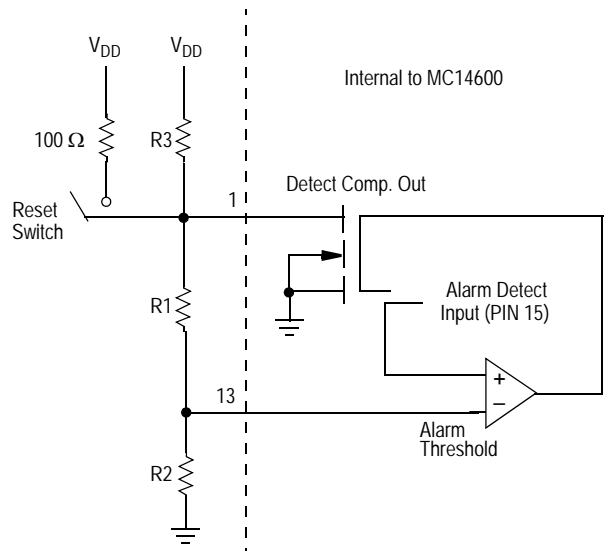 V_DD
V_DD
Internal to MC14600
100 Ω
R3
Detect Comp. Out
1
Reset
Switch
R1
Alarm Detect
Input (PIN 15)
+
13
–
Alarm
Threshold
R2